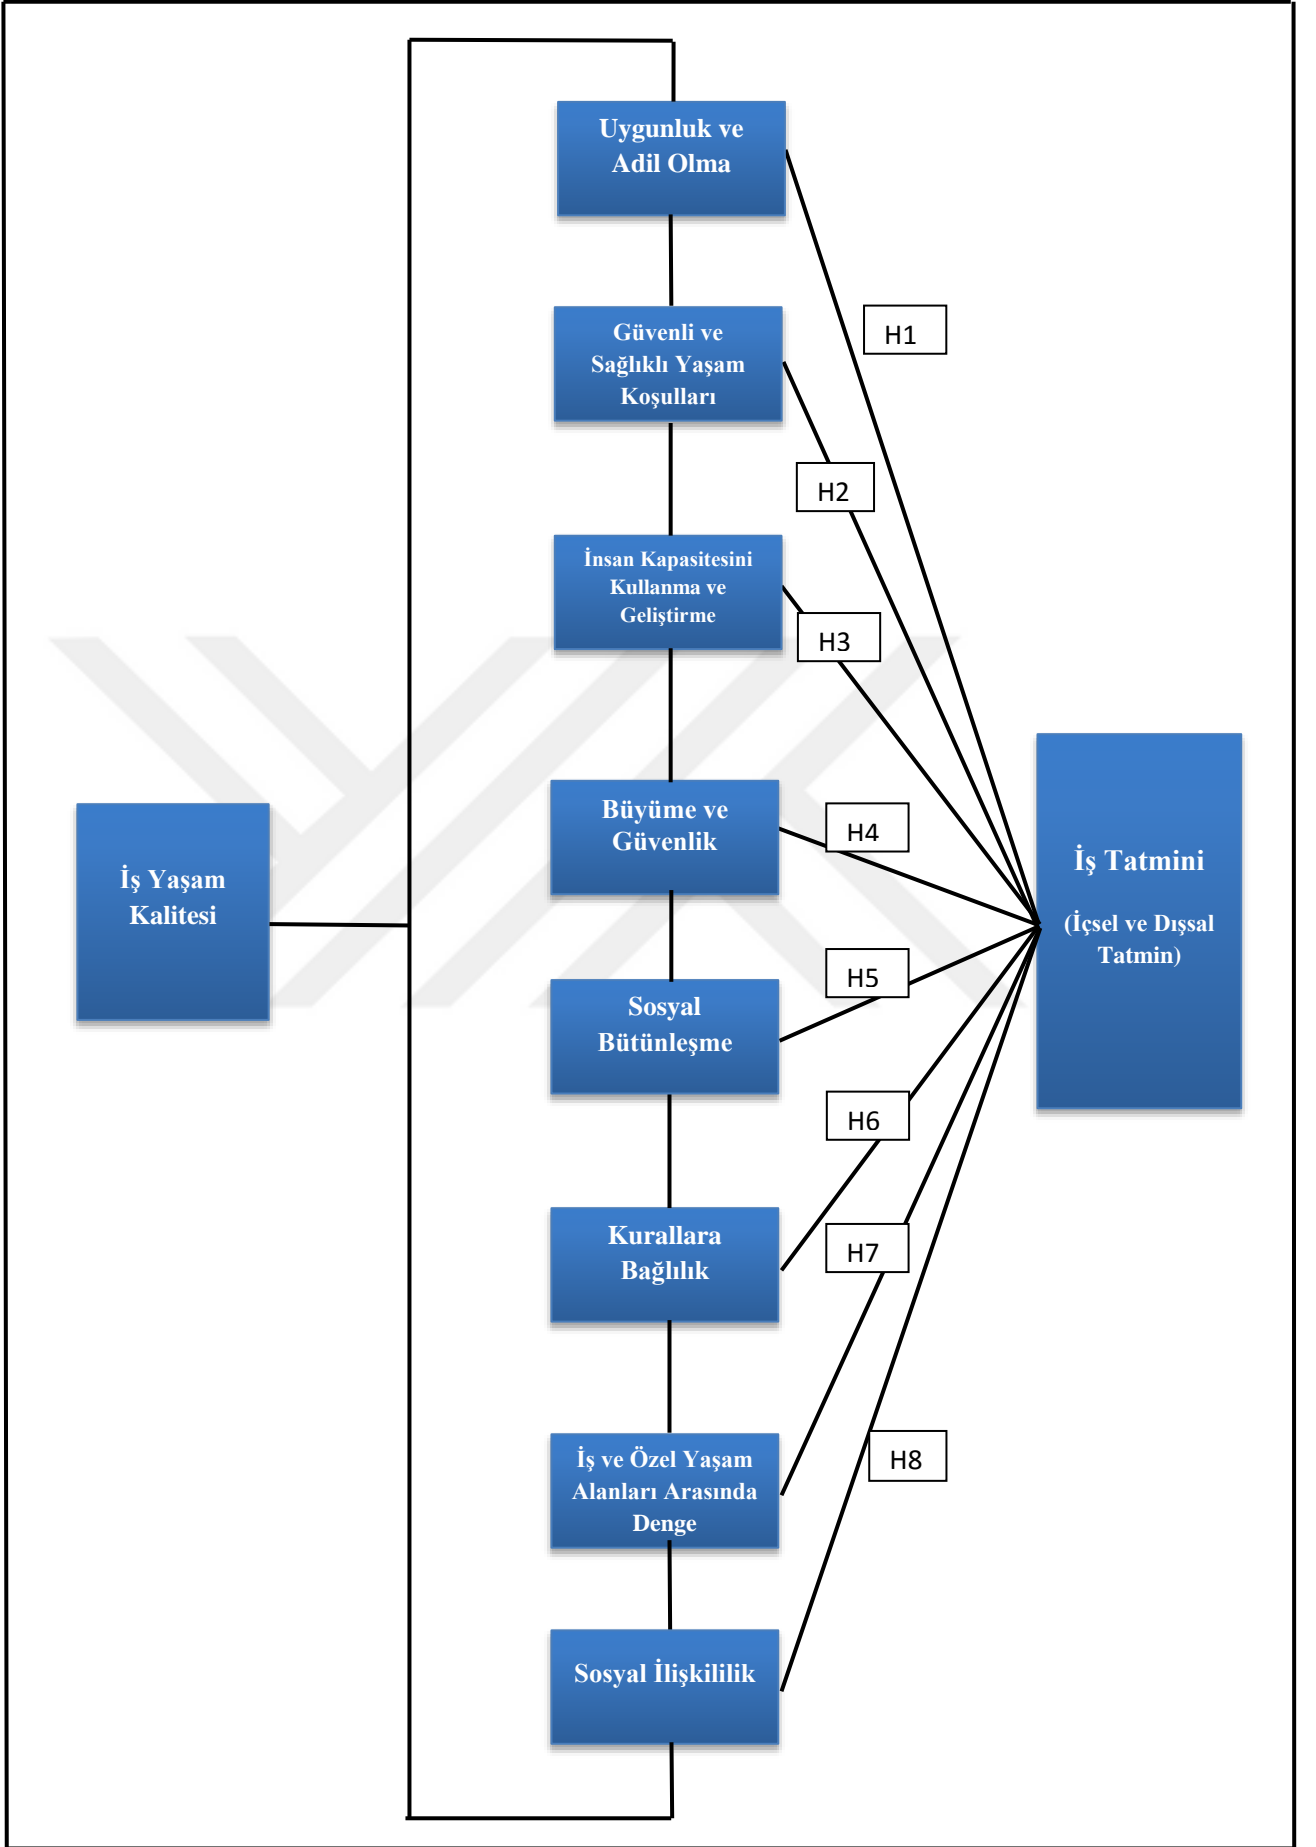 Uygunluk ve
Adil Olma
H1
Güvenli ve
Sağlıklı Yaşam
Koşulları
H2
İnsan Kapasitesini
Kullanma ve
Geliştirme
H3
Büyüme ve
Güvenlik
H4
İş Yaşam
Kalitesi
İş Tatmini
(İçsel ve Dışsal
Tatmin)
H5
Sosyal
Bütünleşme
H6
Kurallara
Bağlılık
H7
İş ve Özel Yaşam
Alanları Arasında
Denge
H8
Sosyal İlişkililik